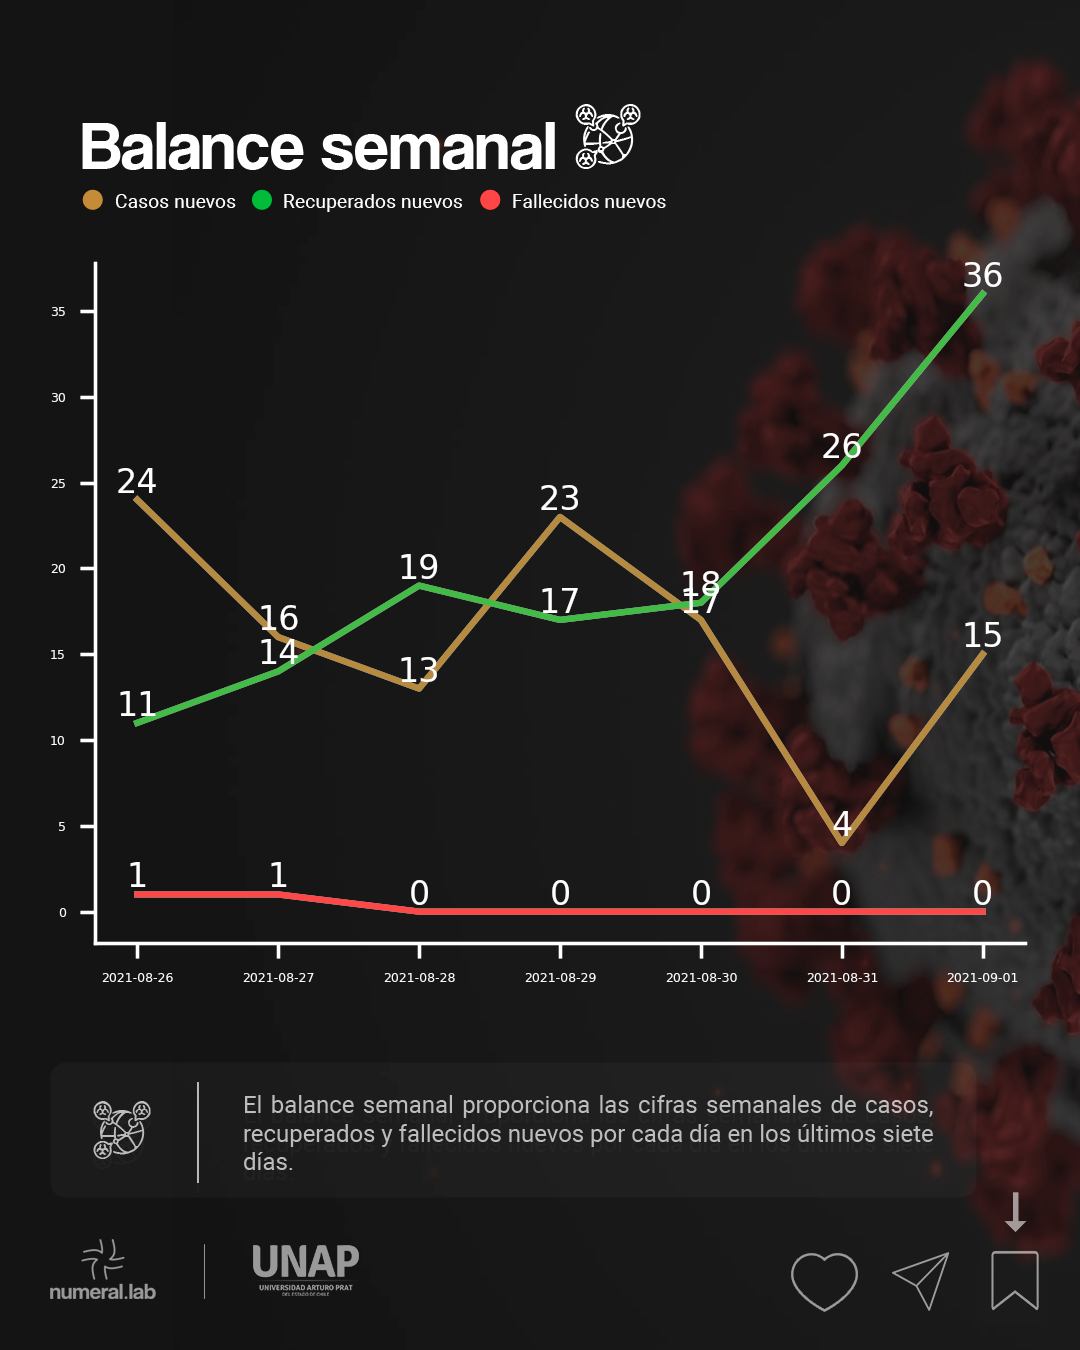 Balance semanal
Casos nuevos Recuperados nuevos Fallecidos nuevos
36
35
30
26
25
24
23
20
19
18
17
17
16
15
15
14
13
11
10
5
4
1 1 0 0 0 0 0
0
2021-08-26 2021-08-27 2021-08-28 2021-08-29 2021-08-30 2021-08-31 2021-09-01
El balance semanal proporciona las cifras semanales de casos,
recuperados y fallecidos nuevos por cada día en los últimos siete
días.
numeral.lab
UNAP
UNIVERSIDAD ARTURO PRAT
DEL ESTADO DE CHILE